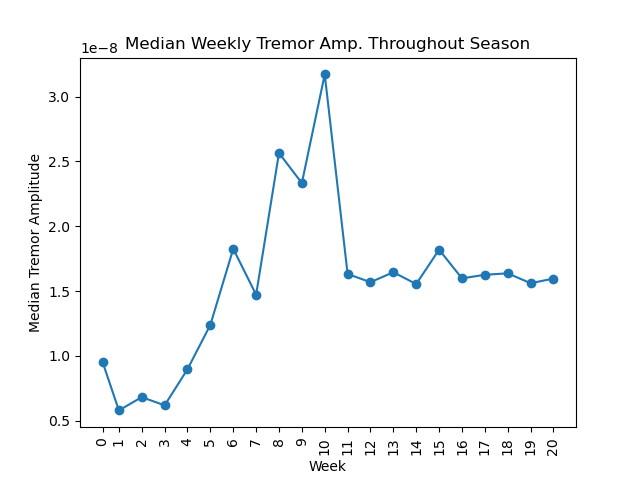 1e−8
Median Weekly Tremor Amp. Throughout Season
Median Tremor Amplitude
3.0
2.5
2.0
1.5
1.0
0.5
0 1 2 3 4 5 6 7 8 9 10 11 12 13 14 15 16 17 18 19 20
Week